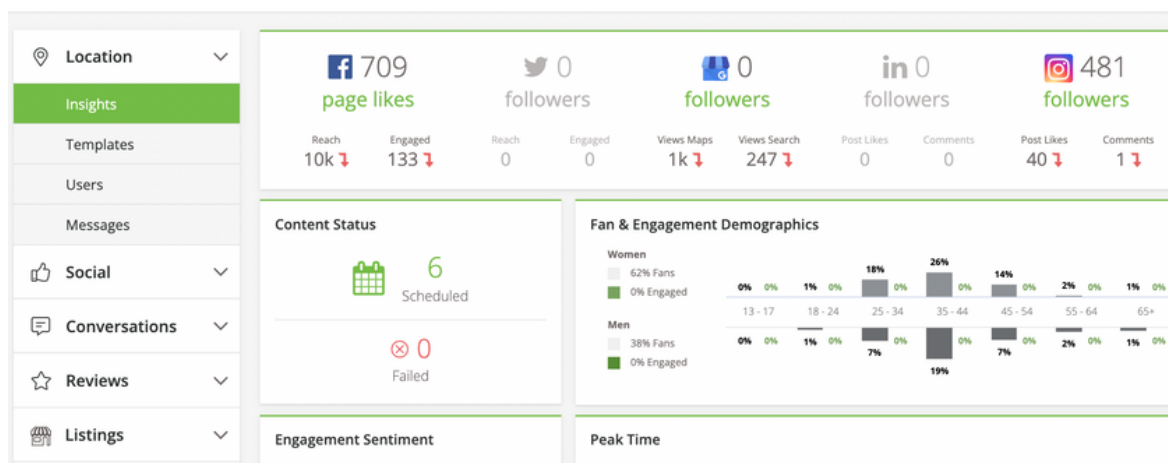 Location
Insights
Templates
Users
Messages
Social
Conversations
Reviews
Listings
709
page likes
Reach Engaged
10k 133
0
followers
Reach Engaged
0 0
0
followers
Views Maps Views Search
1k 247
in 0
followers
Post Likes Comments
0 0
481
followers
Post Likes Comments
40 1
Content Status
6
Scheduled
0
Failed
Fan & Engagement Demographics
Women
62% Fans
0% Engaged
0% 0% 1% 0% 18% 0% 26% 0% 14% 0% 2% 0% 1% 0%
13 - 17 18 - 24 25 - 34 35 - 44 45 - 54 55 - 64 65+
Men
38% Fans
0% Engaged
0% 0% 1% 0% 7% 0% 19% 0% 7% 0% 2% 0% 1% 0%
Engagement Sentiment
Peak Time